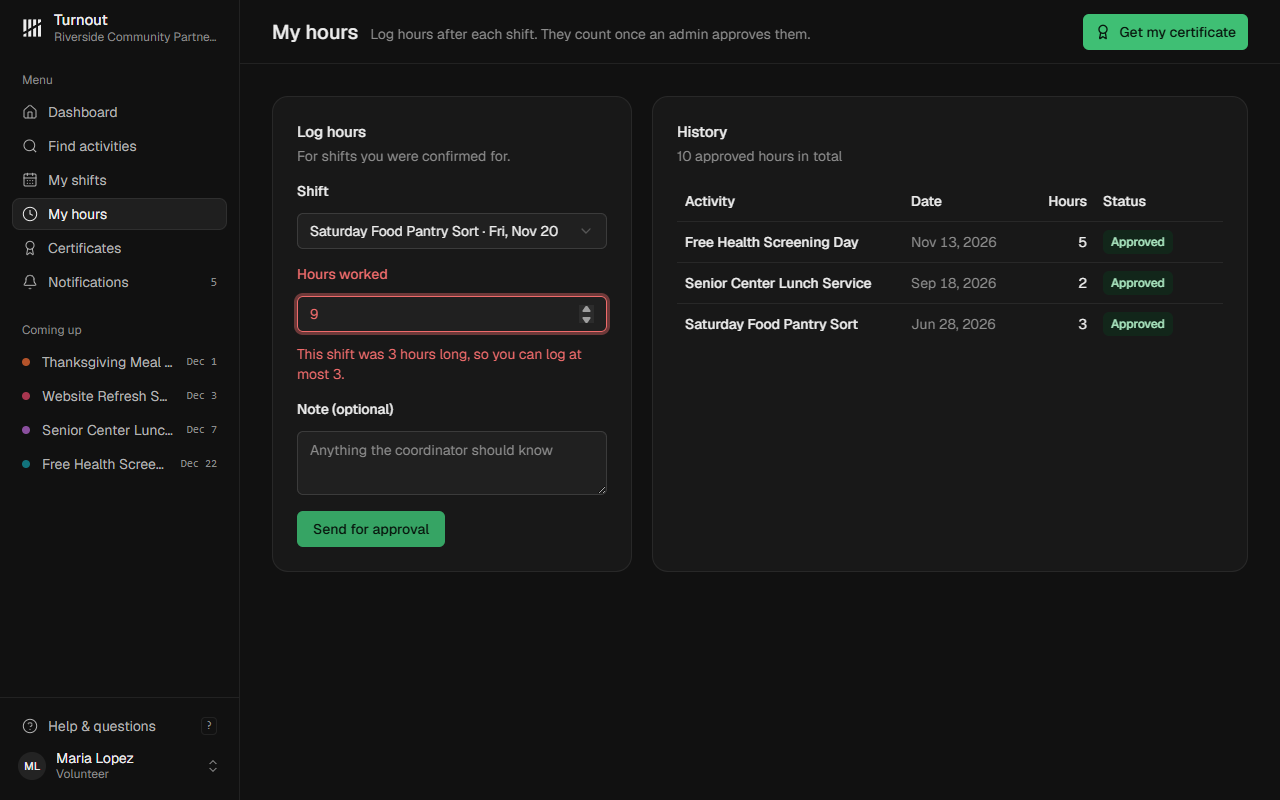 Turnout
Riverside Community Partne…
Menu
Dashboard
Find activities
My shifts
My hours
Certificates
Notifications 5
Coming up
Thanksgiving Meal … Dec 1
Website Refresh S… Dec 3
Senior Center Lunc… Dec 7
Free Health Scree… Dec 22
Help & questions ?
ML
Maria Lopez
Volunteer
My hours Log hours after each shift. They count once an admin approves them.
Get my certificate
Log hours
For shifts you were confirmed for.
Shift
Saturday Food Pantry Sort · Fri, Nov 20
Hours worked
9
This shift was 3 hours long, so you can log at
most 3.
Note (optional)
Anything the coordinator should know
Send for approval
History
10 approved hours in total
Activity Date Hours Status
Free Health Screening Day Nov 13, 2026 5 Approved
Senior Center Lunch Service Sep 18, 2026 2 Approved
Saturday Food Pantry Sort Jun 28, 2026 3 Approved